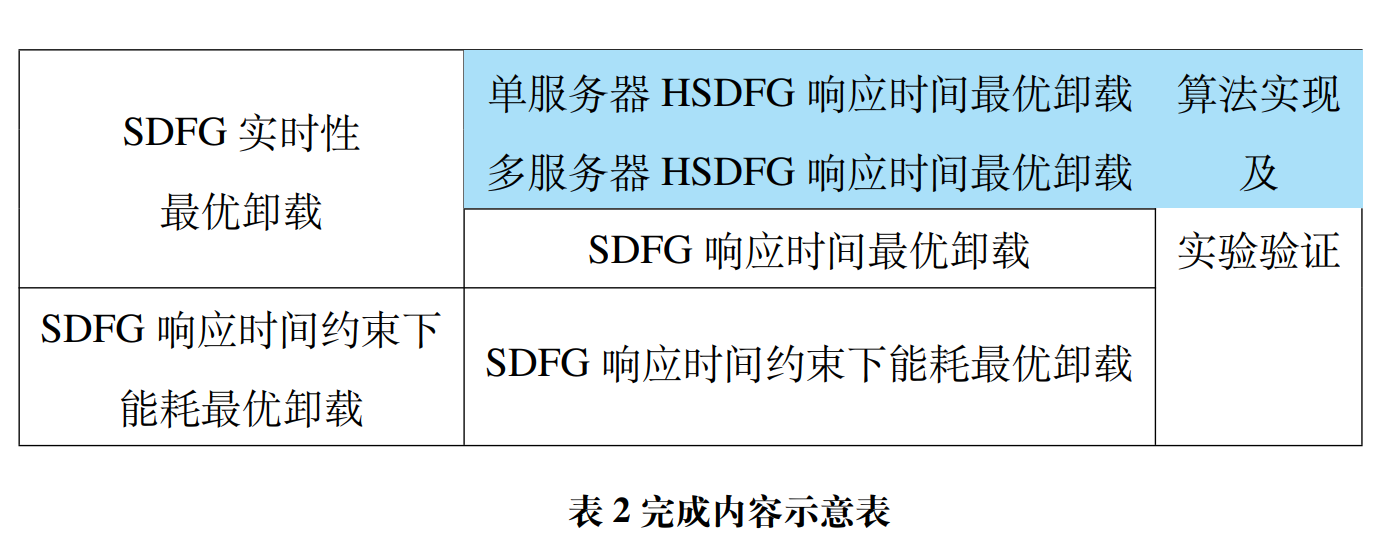 SDFG 实时性
最优卸载
单服务器 HSDFG 响应时间最优卸载
多服务器 HSDFG 响应时间最优卸载
SDFG 响应时间最优卸载
算法实现
及
实验验证
SDFG 响应时间约束下
能耗最优卸载
SDFG 响应时间约束下能耗最优卸载
表 2 完成内容示意表